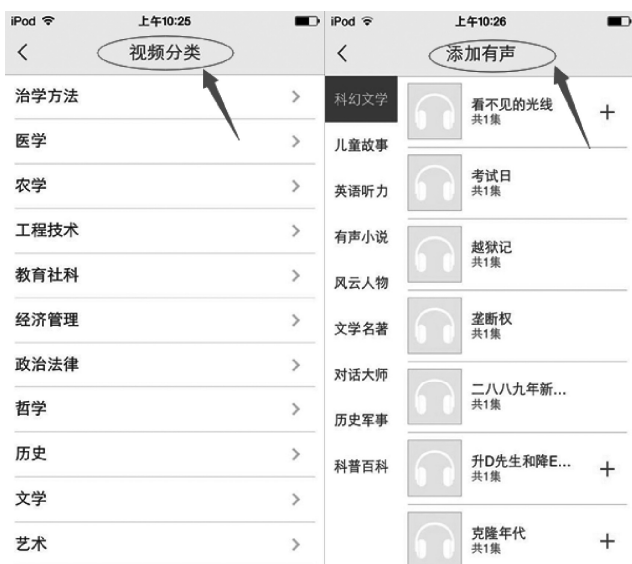 iPod 上午10:25
视频分类
治学方法
医学
农学
工程技术
教育社科
经济管理
政治法律
哲学
历史
文学
艺术
iPod 上午10:26
添加有声
科幻文学
儿童故事
英语听力
有声小说
风云人物
文学名著
对话大师
历史军事
科普百科
看不见的光线
共1集
考试日
共1集
越狱记
共1集
垄断权
共1集
二八八九年新...
共1集
升D先生和降E...
共1集
克隆年代
共1集